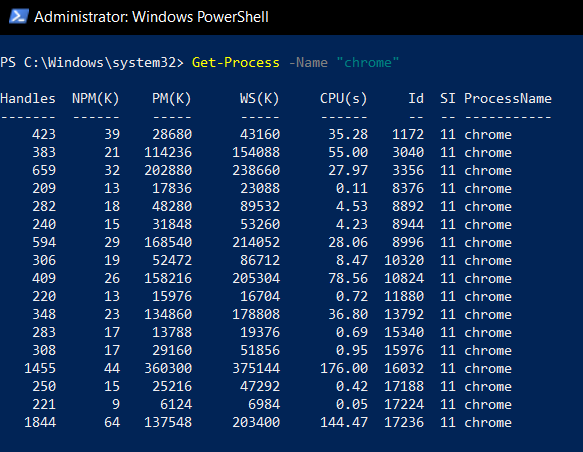 Administrator: Windows PowerShell
PS C:\Windows\system32> Get-Process -Name "chrome"
Handles NPM(K) PM(K) WS(K) CPU(s) Id SI ProcessName
------- ------ ----- ----- ------ -- -- -----------
423 39 28680 43160 35.28 1172 11 chrome
383 21 114236 154088 55.00 3040 11 chrome
659 32 202880 238660 27.97 3356 11 chrome
209 13 17836 23088 0.11 8376 11 chrome
282 18 48280 89532 4.53 8892 11 chrome
240 15 31848 53260 4.23 8944 11 chrome
594 29 168540 214052 28.06 8996 11 chrome
306 19 52472 86712 8.47 10320 11 chrome
409 26 158216 205304 78.56 10824 11 chrome
220 13 15976 16704 0.72 11880 11 chrome
348 23 134860 178808 36.80 13792 11 chrome
283 17 13788 19376 0.69 15340 11 chrome
308 17 29160 51856 0.95 15976 11 chrome
1455 44 360300 375144 176.00 16032 11 chrome
250 15 25216 47292 0.42 17188 11 chrome
221 9 6124 6984 0.05 17224 11 chrome
1844 64 137548 203400 144.47 17236 11 chrome